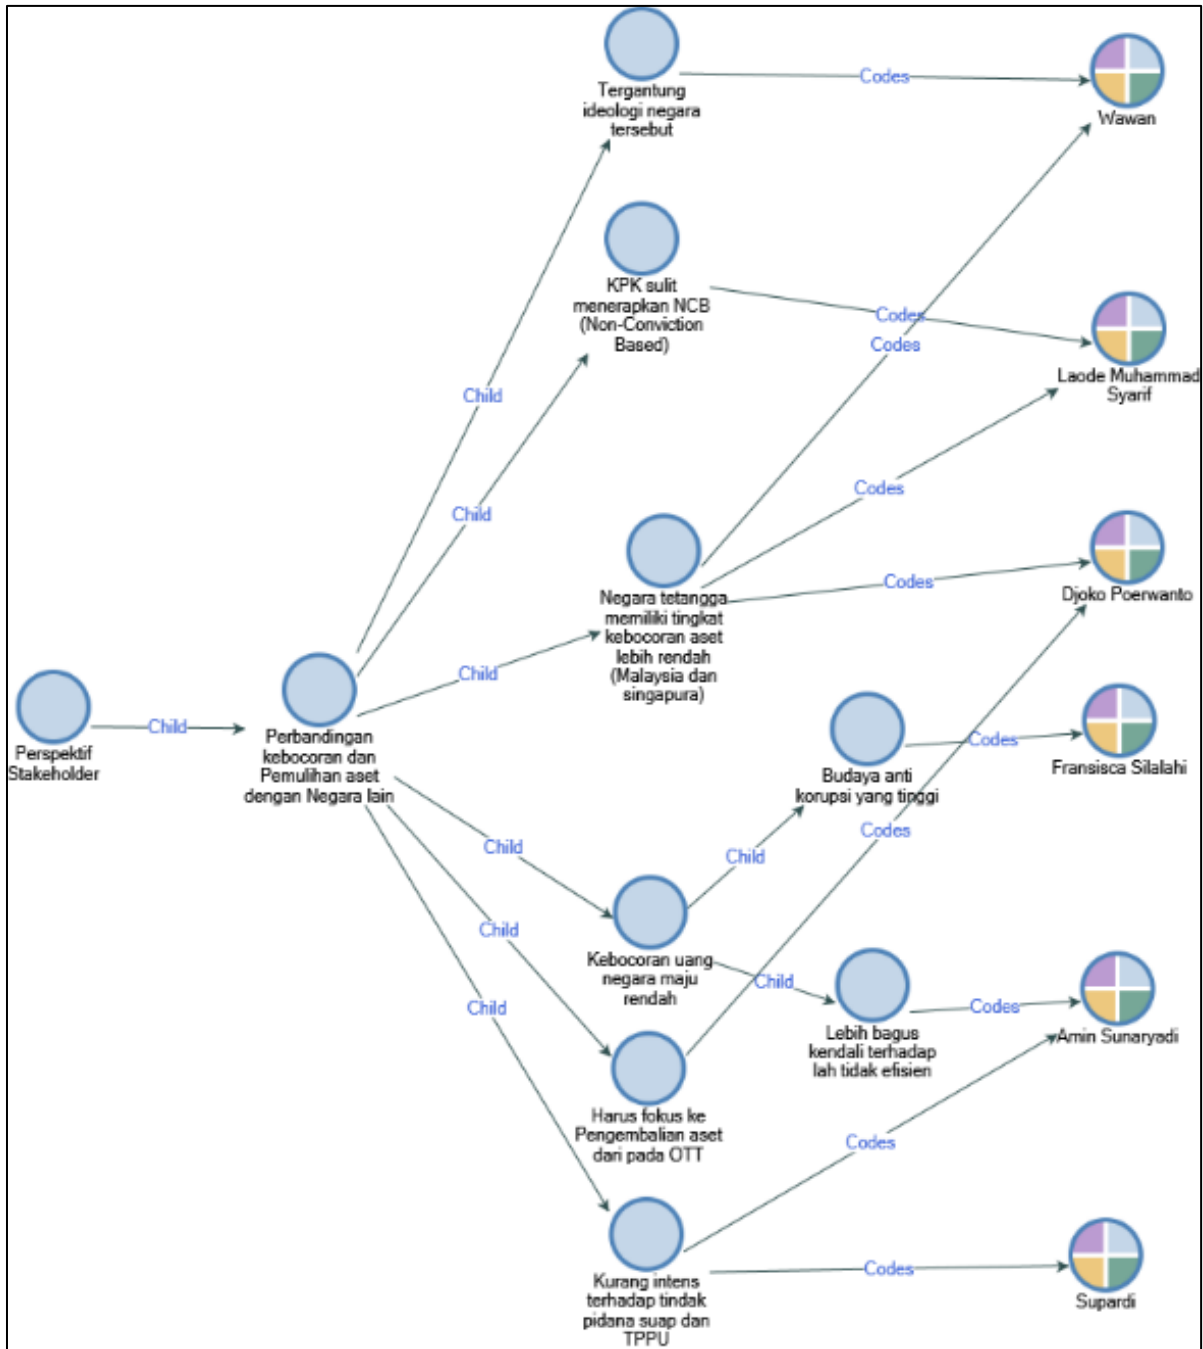 Tergantung
ideologi negara
tersebut
Codes
Wawan
KPK sulit
menerapkan NCB
(Non-Conviction
Based)
Codes
Codes
Laode Muhammad
Syarif
Child
Child
Codes
Negara tetangga
memiliki tingkat
kebocoran aset
lebih rendah
(Malaysia dan
singapura)
Codes
Djoko Poerwanto
Child
Perspektif
Stakeholder
Child
Perbandingan
kebocoran dan
Pemulihan aset
dengan Negara lain
Budaya anti
korupsi yang tinggi
Codes
Fransisca Silalahi
Codes
Child
Child
Child
Kebocoran uang
negara maju
rendah
Child
Lebih bagus
kendali terhadap
lah tidak efisien
Codes
Amin Sunaryadi
Child
Harus fokus ke
Pengembalian aset
dari pada OTT
Codes
Kurang intens
terhadap tindak
pidana suap dan
TPPU
Codes
Supardi